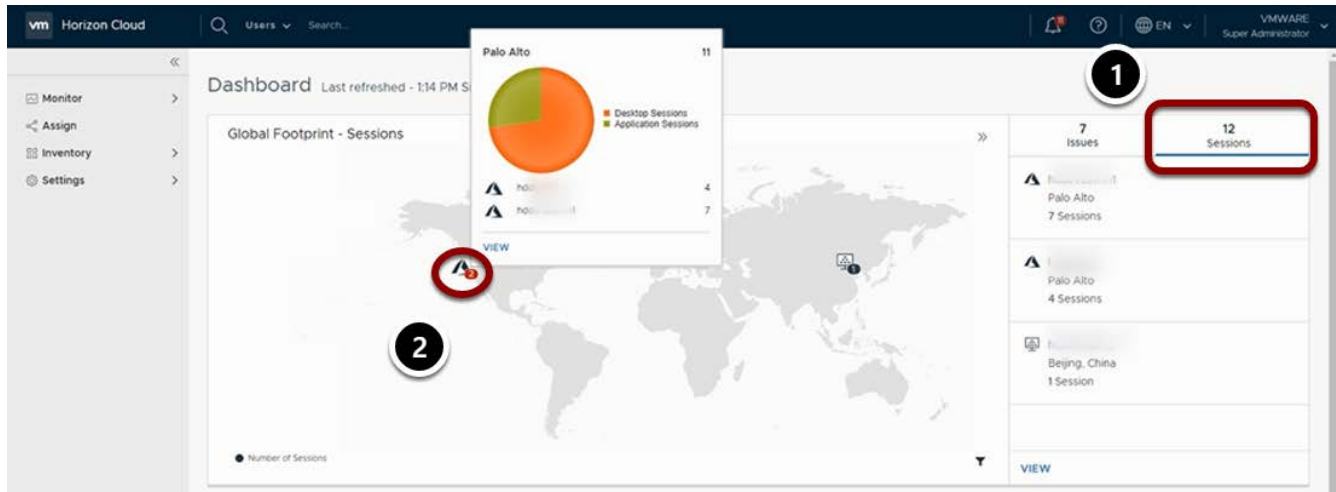 vm Horizon Cloud
Users
Search...
EN
VMWARE
Super Administrator
1
Monitor
Assign
Inventory
Settings
Dashboard Last refreshed - 1:14 PM
Global Footprint - Sessions
Palo Alto 11
Desktop Sessions
Application Sessions
4
7
VIEW
2
1
2
Number of Sessions
7
Issues
12
Sessions
Palo Alto
7 Sessions
Palo Alto
4 Sessions
Beijing, China
1 Session
VIEW